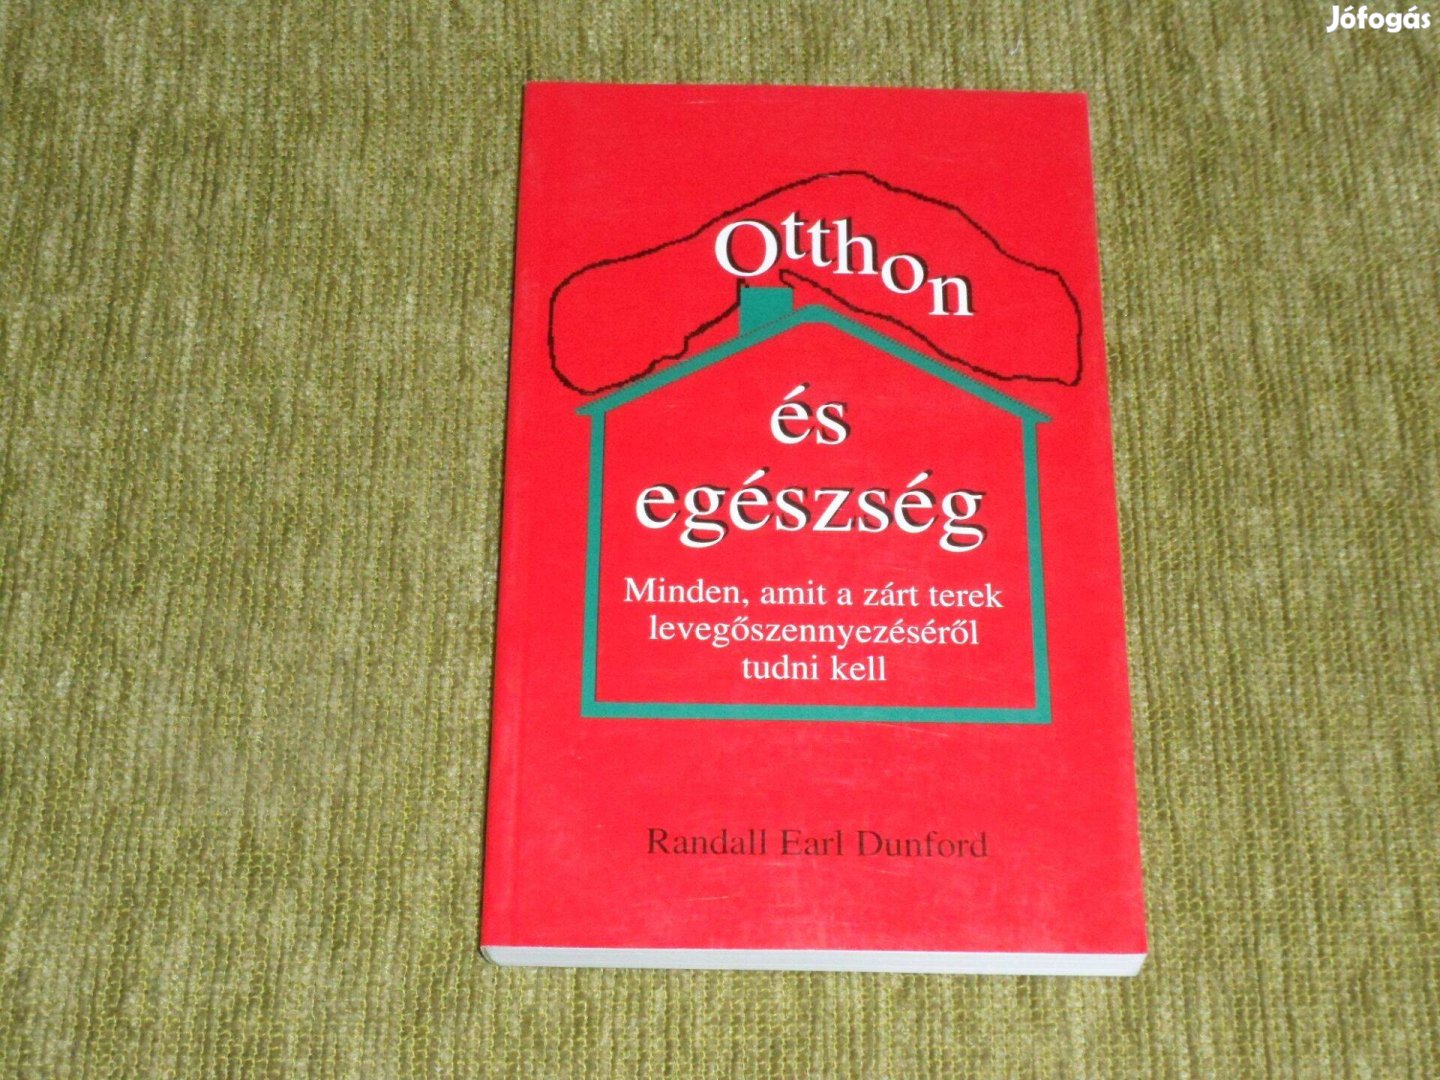 Jófogás
Otthon
és
egészség
Minden, amit a zárt terek
levegőszennyezéséről
tudni kell
Randall Earl Dunford